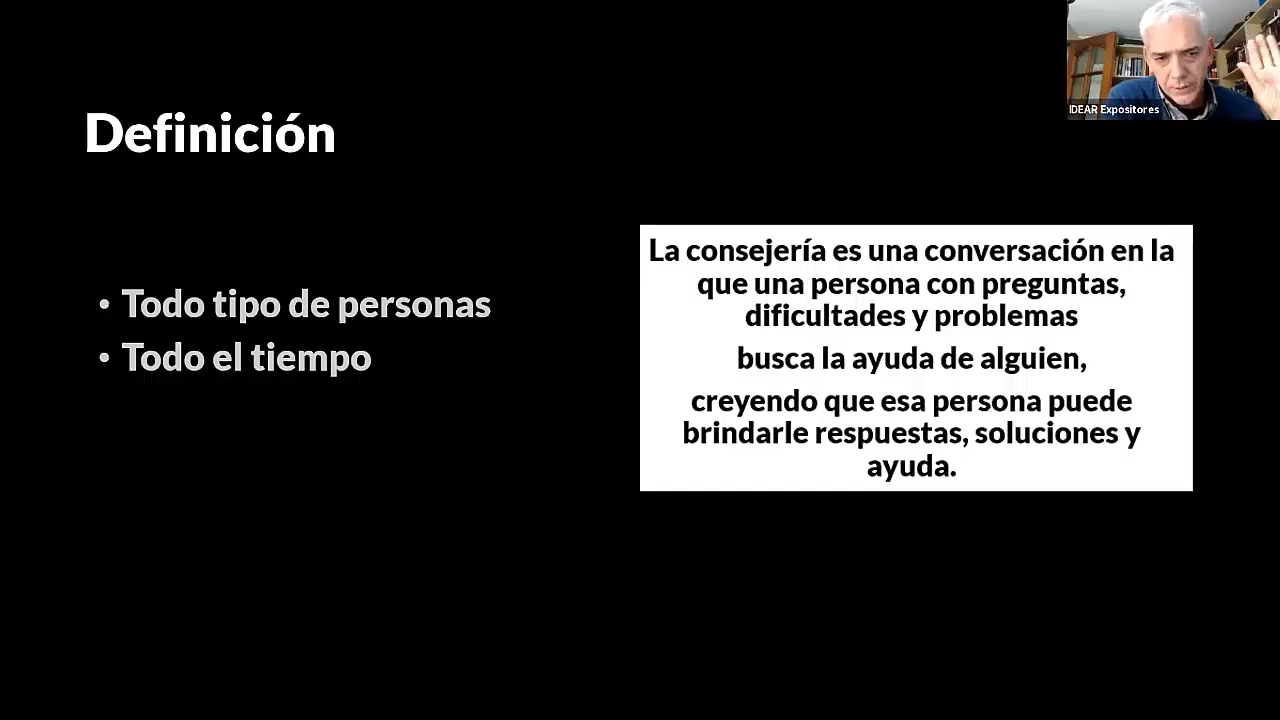 IDEAR Expositores
Definición
• Todo tipo de personas
• Todo el tiempo
La consejería es una conversación en la
que una persona con preguntas,
dificultades y problemas
busca la ayuda de alguien,
creyendo que esa persona puede
brindarle respuestas, soluciones y
ayuda.